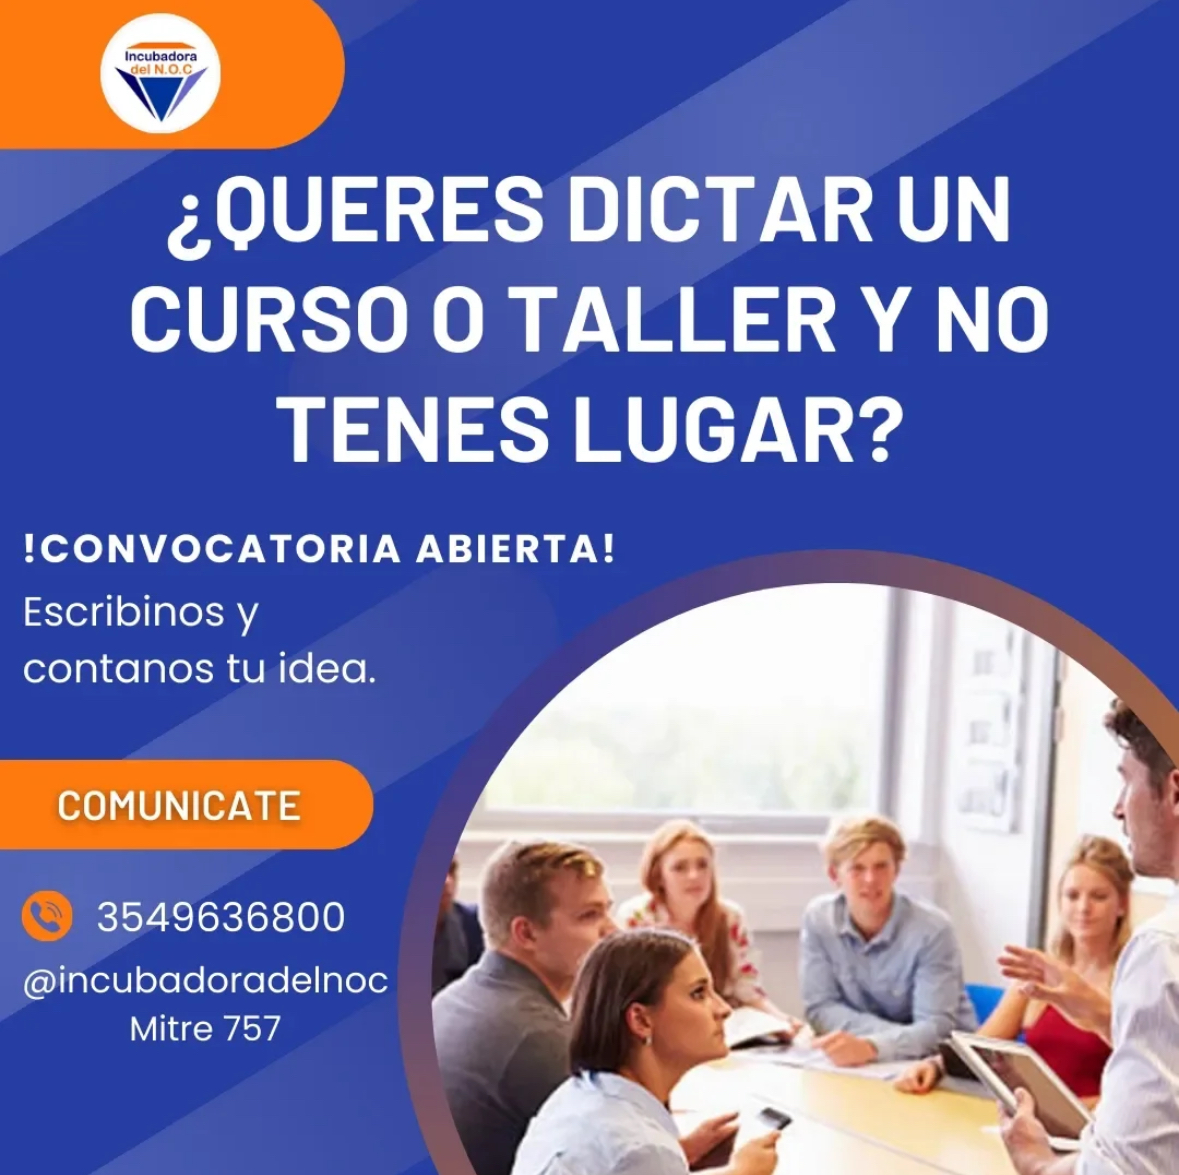 Incubadora
del N.O.C
¿QUERES DICTAR UN
CURSO O TALLER Y NO
TENES LUGAR?
!CONVOCATORIA ABIERTA!
Escribinos y
contanos tu idea.
COMUNICATE
3549636800
@incubadoradelnoc
Mitre 757